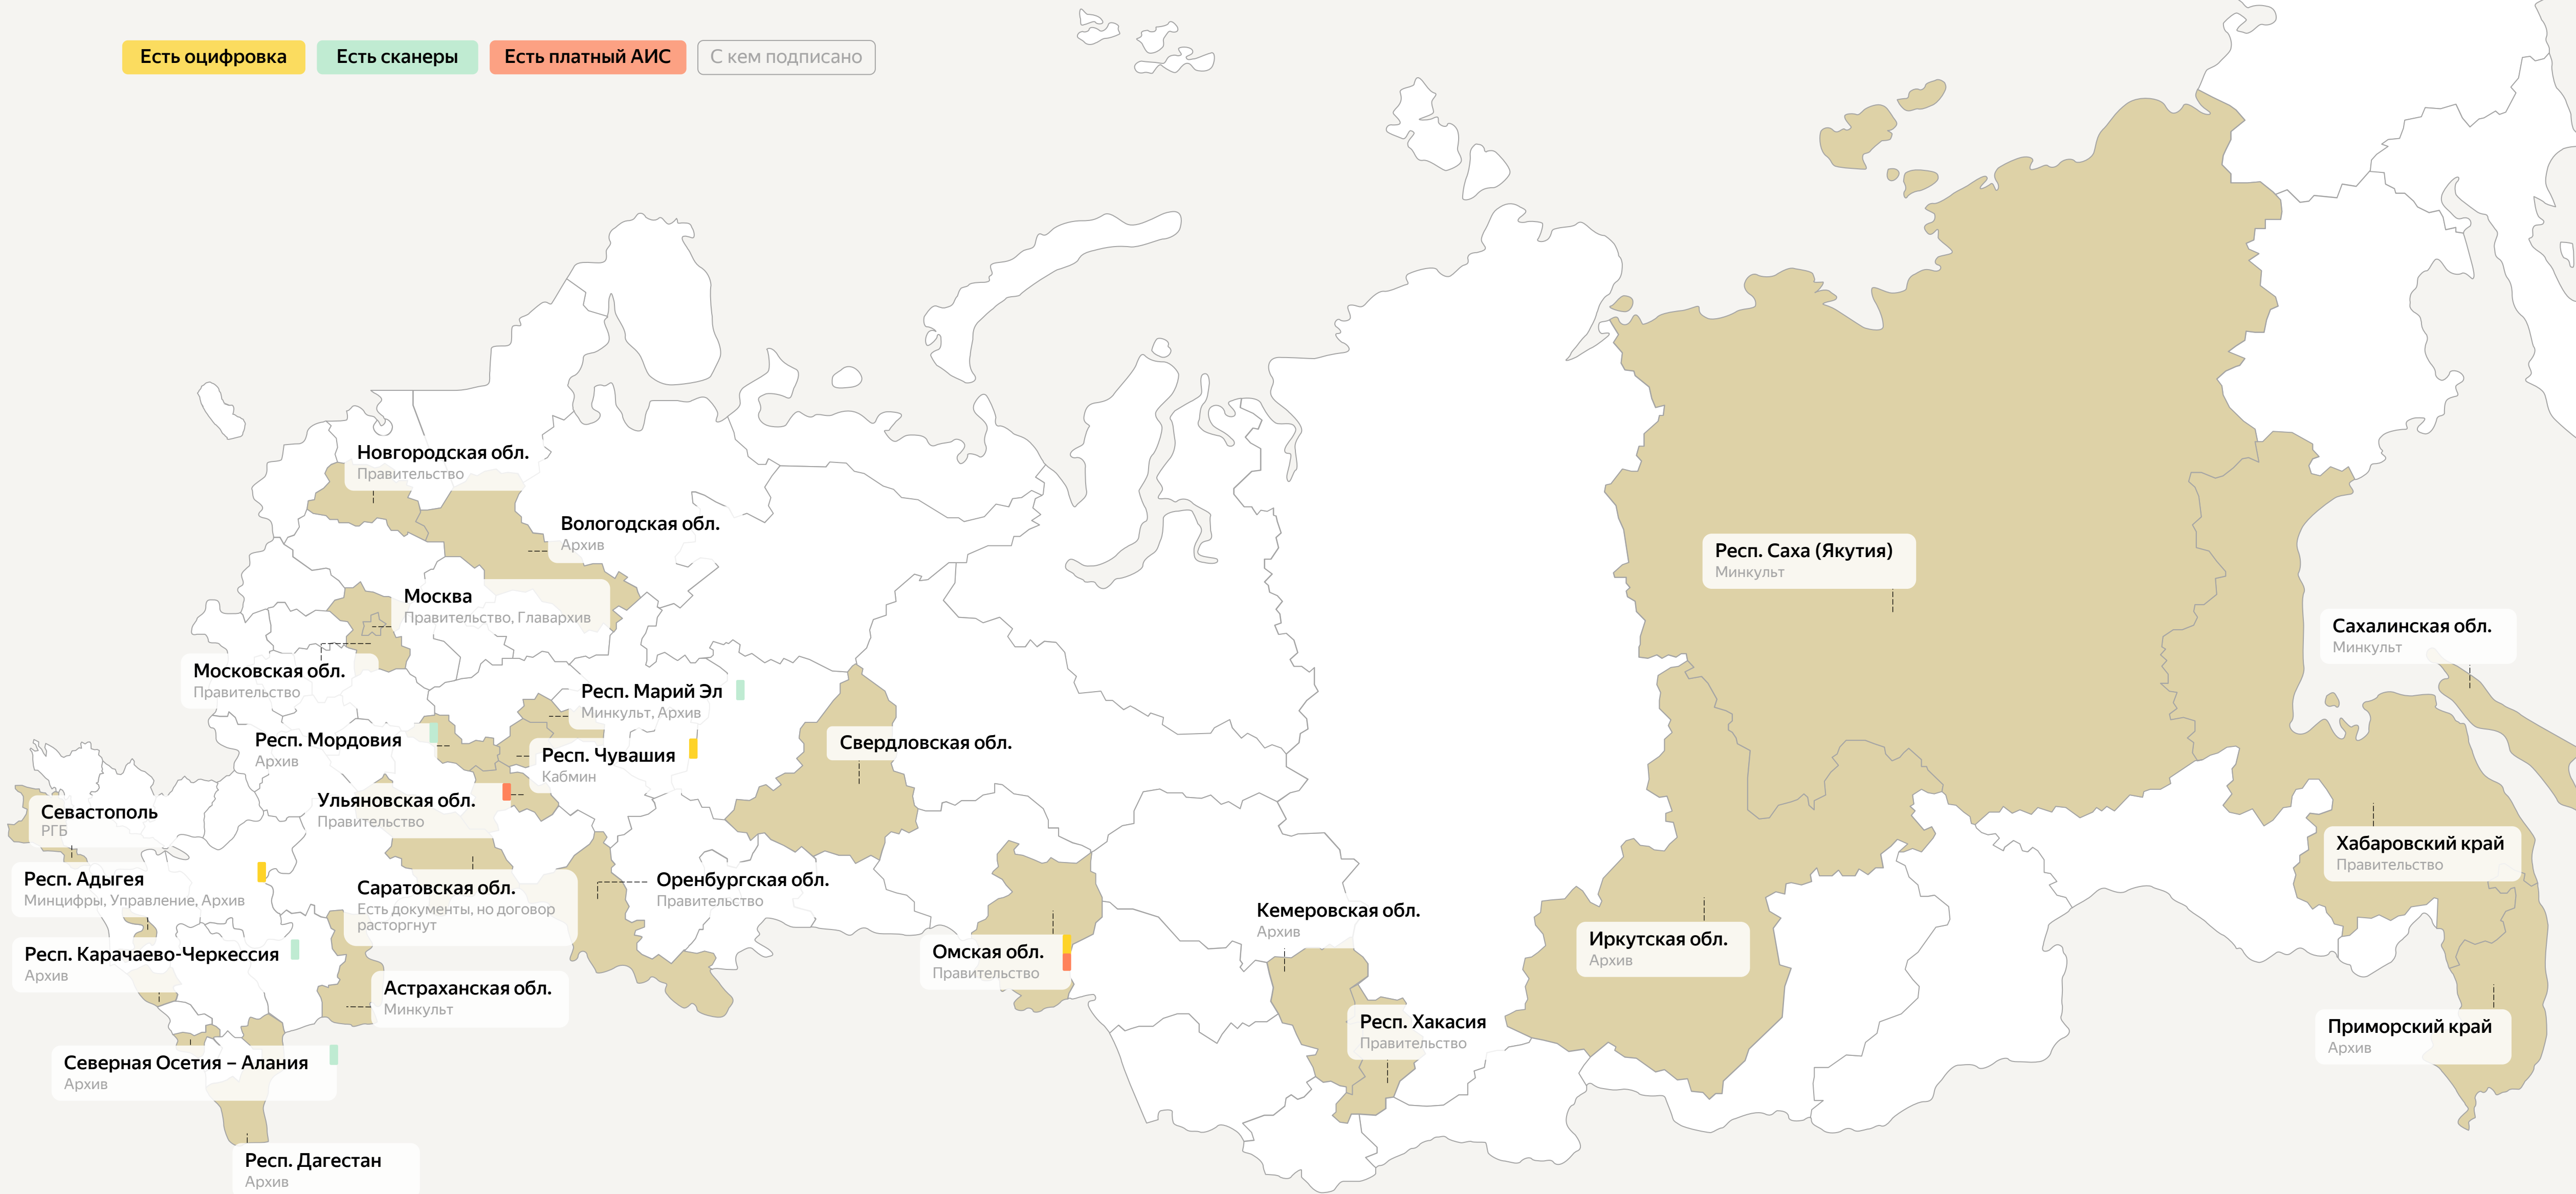 Есть оцифровка
Есть сканеры
Есть платный АИС
С кем подписано
Новгородская обл.
Правительство
Вологодская обл.
Архив
Москва
Правительство, Главархив
Московская обл.
Правительство
Респ. Марий Эл
Минкульт, Архив
Респ. Мордовия
Архив
Респ. Чувашия
Кабмин
Свердловская обл.
Ульяновская обл.
Правительство
Севастополь
РГБ
Респ. Адыгея
Минцифры, Управление, Архив
Саратовская обл.
Есть документы, но договор
расторгнут
Оренбургская обл.
Правительство
Респ. Карачаево-Черкессия
Архив
Астраханская обл.
Минкульт
Северная Осетия – Алания
Архив
Респ. Дагестан
Архив
Омская обл.
Правительство
Кемеровская обл.
Архив
Респ. Хакасия
Правительство
Иркутская обл.
Архив
Респ. Саха (Якутия)
Минкульт
Сахалинская обл.
Минкульт
Хабаровский край
Правительство
Приморский край
Архив